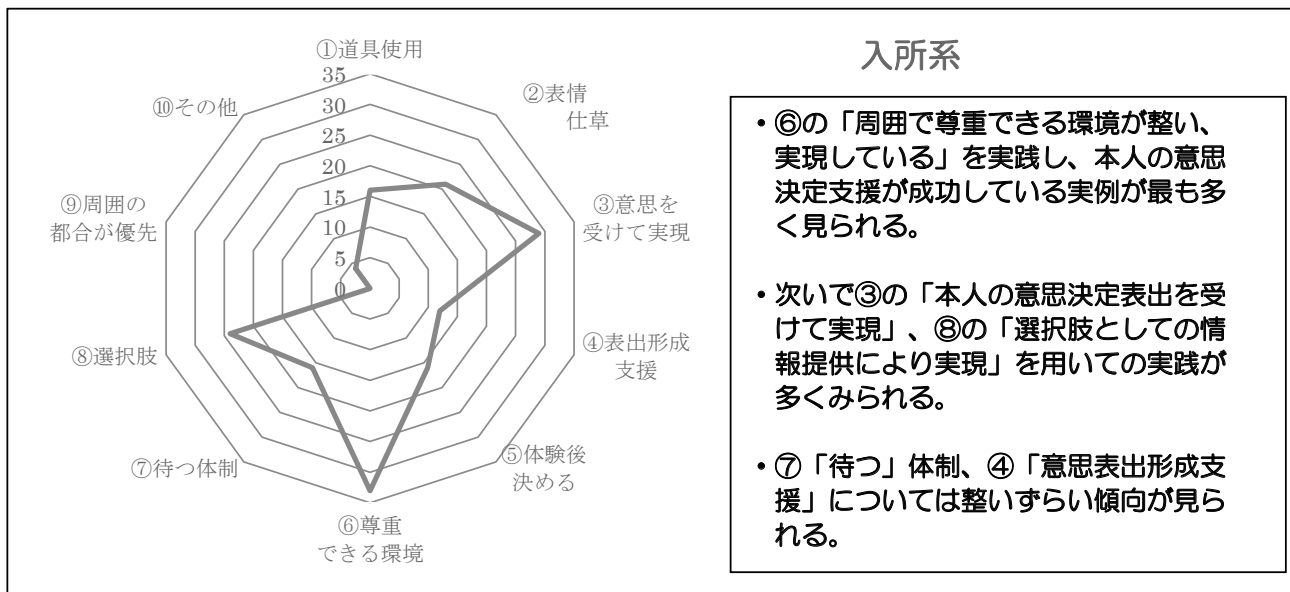 入所系
①道具使用
35
30
25
20
15
10
5
0
②表情
仕草
③意思を
受けて実現
④表出形成
支援
⑤体験後
決める
⑥尊重
できる環境
⑦待つ体制
⑧選択肢
⑨周囲の
都合が優先
⑩その他
・⑥の「周囲で尊重できる環境が整い、
実現している」を実践し、本人の意思
決定支援が成功している実例が最も多
く見られる。
・次いで③の「本人の意思決定表出を受
けて実現」、⑧の「選択肢としての情
報提供により実現」を用いての実践が
多くみられる。
・⑦「待つ」体制、④「意思表出形成支
援」については整いずらい傾向が見ら
れる。